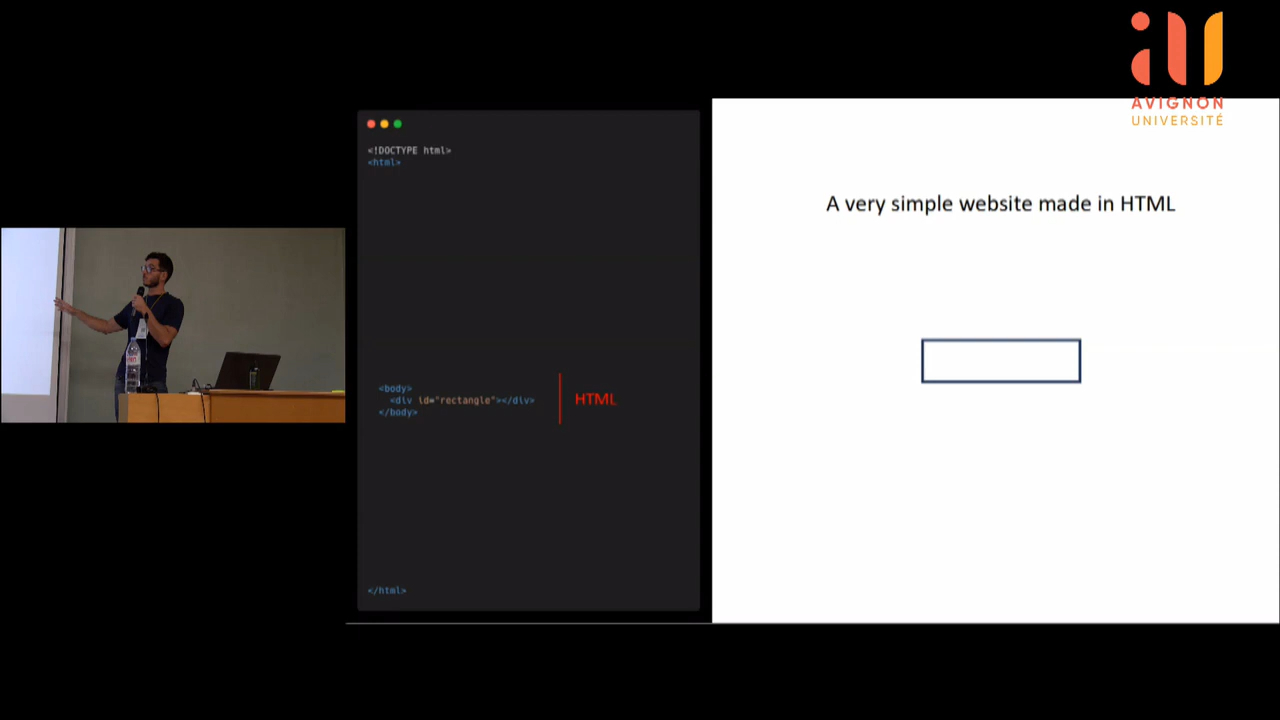 AVIGNON
UNIVERSITÉ
<!DOCTYPE html>
<html>
<body>
<div id="rectangle"></div>
</body>
HTML
</html>
A very simple website made in HTML